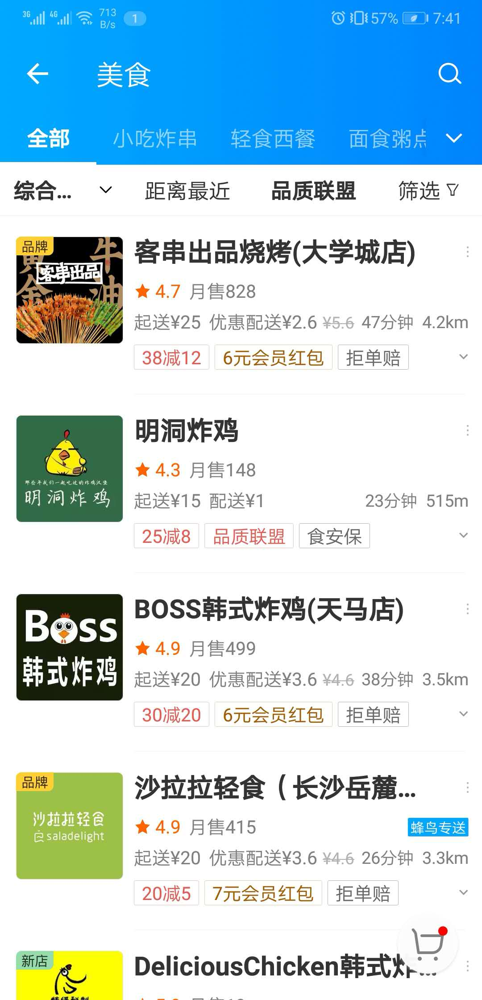 3G 4G 713 B/s 1 57% 7:41
美食
全部 小吃炸串 轻食西餐 面食粥点
综合... 距离最近 品质联盟 筛选
品牌
黄金 牛油
客串出品
客串出品烧烤(大学城店)
4.7 月售828
起送¥25 优惠配送¥2.6 ¥5.6 47分钟 4.2km
38减12 6元会员红包 拒单赔
那些年我们一起吃过的炸鸡汉堡
明洞炸鸡
明洞炸鸡
4.3 月售148
起送¥15 配送¥1 23分钟 515m
25减8 品质联盟 食安保
Boss
韩式炸鸡
BOSS韩式炸鸡(天马店)
4.9 月售499
起送¥20 优惠配送¥3.6 ¥4.6 38分钟 3.5km
30减20 6元会员红包 拒单赔
品牌
沙拉拉轻食
saladelight
沙拉拉轻食（长沙岳麓...
4.9 月售415 蜂鸟专送
起送¥20 优惠配送¥3.6 ¥4.6 26分钟 3.3km
20减5 7元会员红包 拒单赔
新店
DeliciousChicken韩式炸...